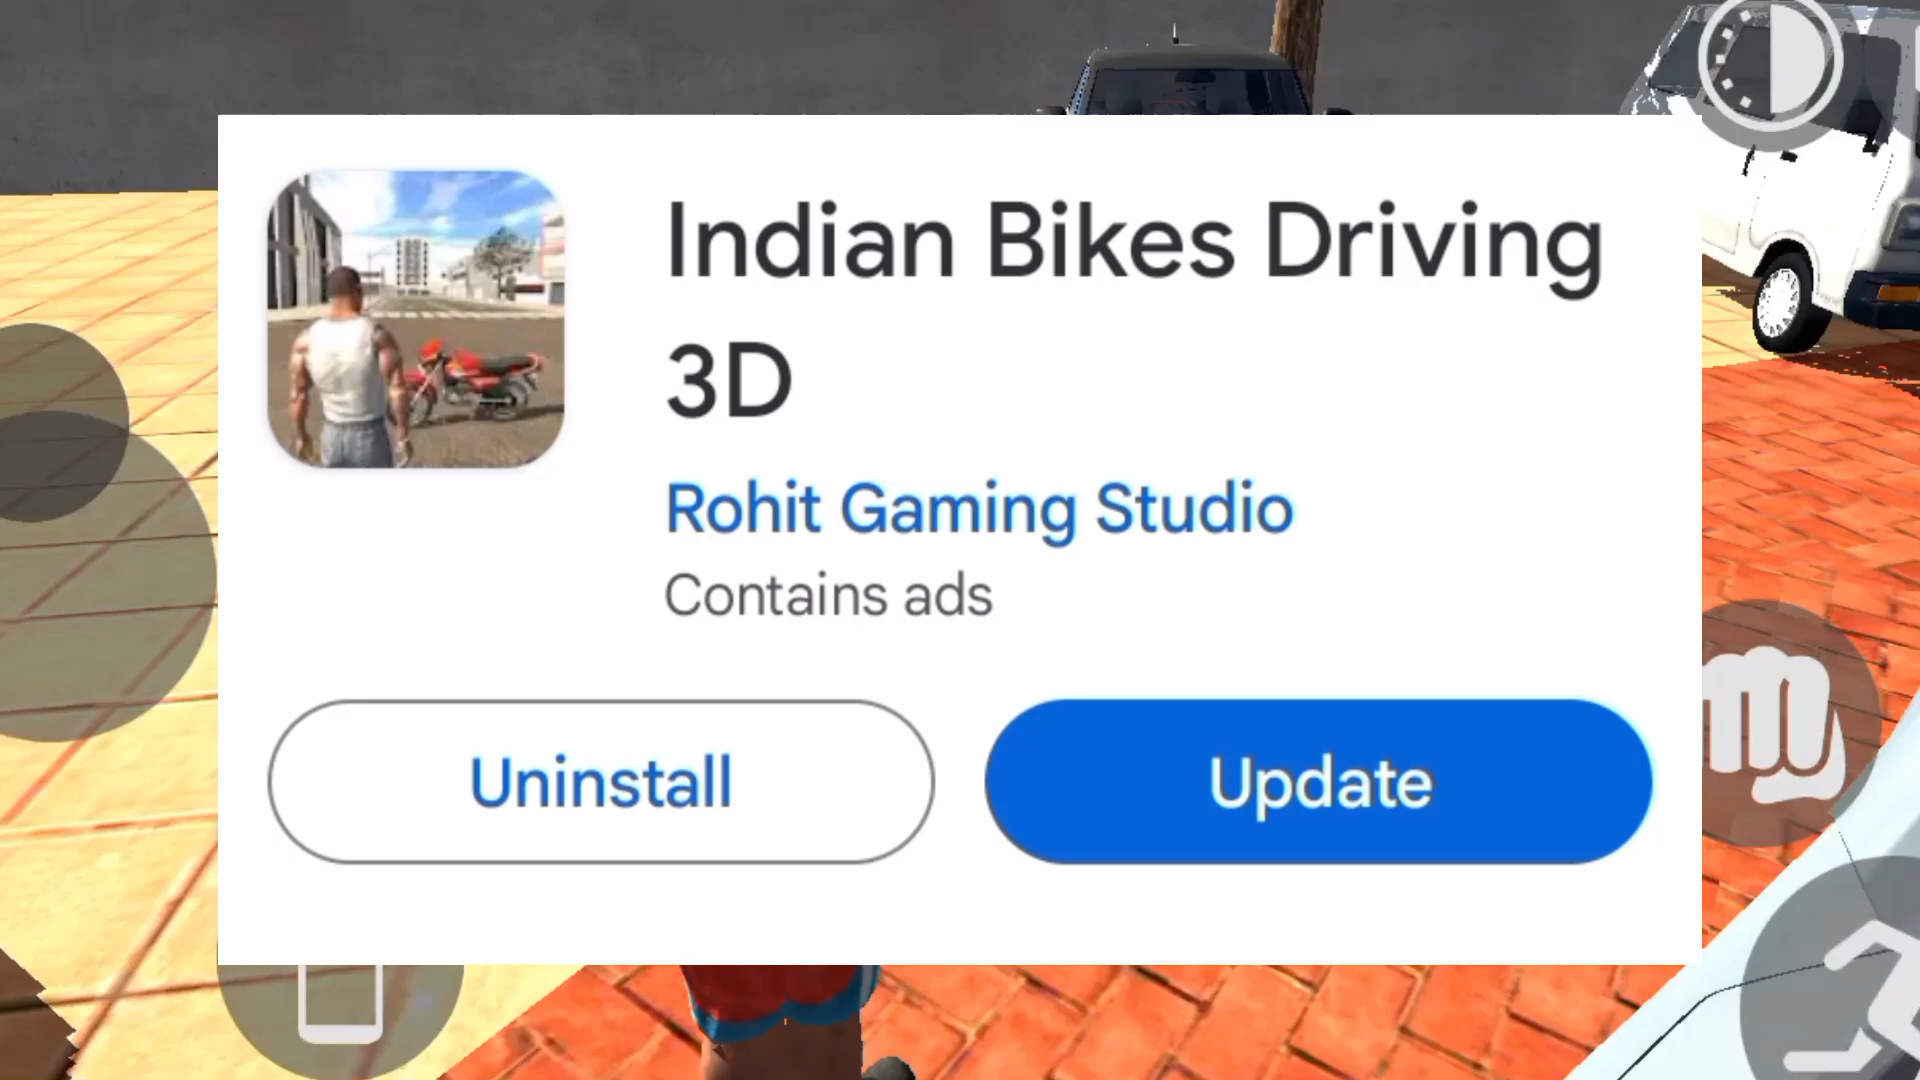 Indian Bikes Driving
3D
Rohit Gaming Studio
Contains ads
Uninstall
Update